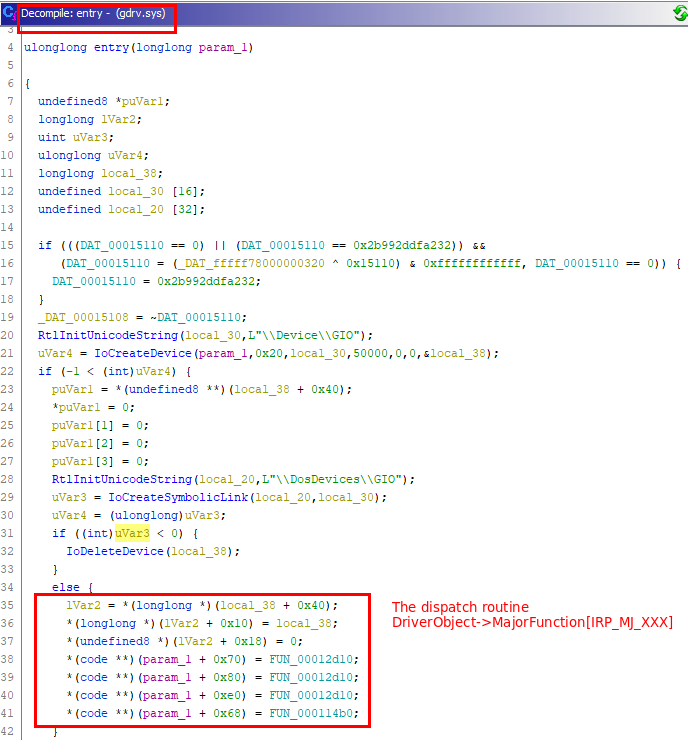 Decompile: entry - (gdrv.sys)
3
4 ulonglong entry(longlong param_1)
5
6 {
7 undefined8 *puVar1;
8 longlong lVar2;
9 uint uVar3;
10 ulonglong uVar4;
11 longlong local_38;
12 undefined local_30 [16];
13 undefined local_20 [32];
14
15 if (((DAT_00015110 == 0) || (DAT_00015110 == 0x2b992ddfa232)) &&
16 (DAT_00015110 = (_DAT_fffff78000000320 ^ 0x15110) & 0xffffffffffff, DAT_00015110 == 0)) {
17 DAT_00015110 = 0x2b992ddfa232;
18 }
19 _DAT_00015108 = ~DAT_00015110;
20 RtlInitUnicodeString(local_30,L"\\Device\\GIO");
21 uVar4 = IoCreateDevice(param_1,0x20,local_30,50000,0,0,&local_38);
22 if (-1 < (int)uVar4) {
23 puVar1 = *(undefined8 **)(local_38 + 0x40);
24 *puVar1 = 0;
25 puVar1[1] = 0;
26 puVar1[2] = 0;
27 puVar1[3] = 0;
28 RtlInitUnicodeString(local_20,L"\\DosDevices\\GIO");
29 uVar3 = IoCreateSymbolicLink(local_20,local_30);
30 uVar4 = (ulonglong)uVar3;
31 if ((int)uVar3 < 0) {
32 IoDeleteDevice(local_38);
33 }
34 else {
35 lVar2 = *(longlong *)(local_38 + 0x40);
36 *(longlong *)(lVar2 + 0x10) = local_38;
37 *(undefined8 *)(lVar2 + 0x18) = 0;
38 *(code **)(param_1 + 0x70) = FUN_00012d10;
39 *(code **)(param_1 + 0x80) = FUN_00012d10;
40 *(code **)(param_1 + 0xe0) = FUN_00012d10;
41 *(code **)(param_1 + 0x68) = FUN_000114b0;
42 }
The dispatch routine
DriverObject->MajorFunction[IRP_MJ_XXX]